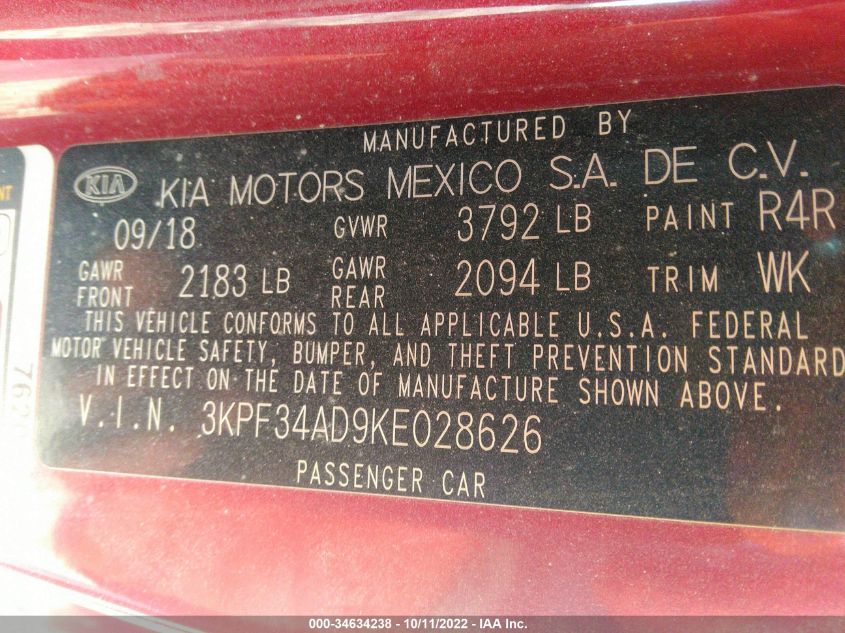 MANUFACTURED BY
KIA KIA MOTORS MEXICO S.A. DE C.V.
09/18 GVWR 3792 LB PAINT R4R
GAWR FRONT 2183 LB GAWR REAR 2094 LB TRIM WK
THIS VEHICLE CONFORMS TO ALL APPLICABLE U.S.A. FEDERAL
MOTOR VEHICLE SAFETY, BUMPER, AND THEFT PREVENTION STANDARD
IN EFFECT ON THE DATE OF MANUFACTURE SHOWN ABOVE.
V.I.N. 3KPF34AD9KE028626
PASSENGER CAR
000-34634238 - 10/11/2022 - IAA Inc.